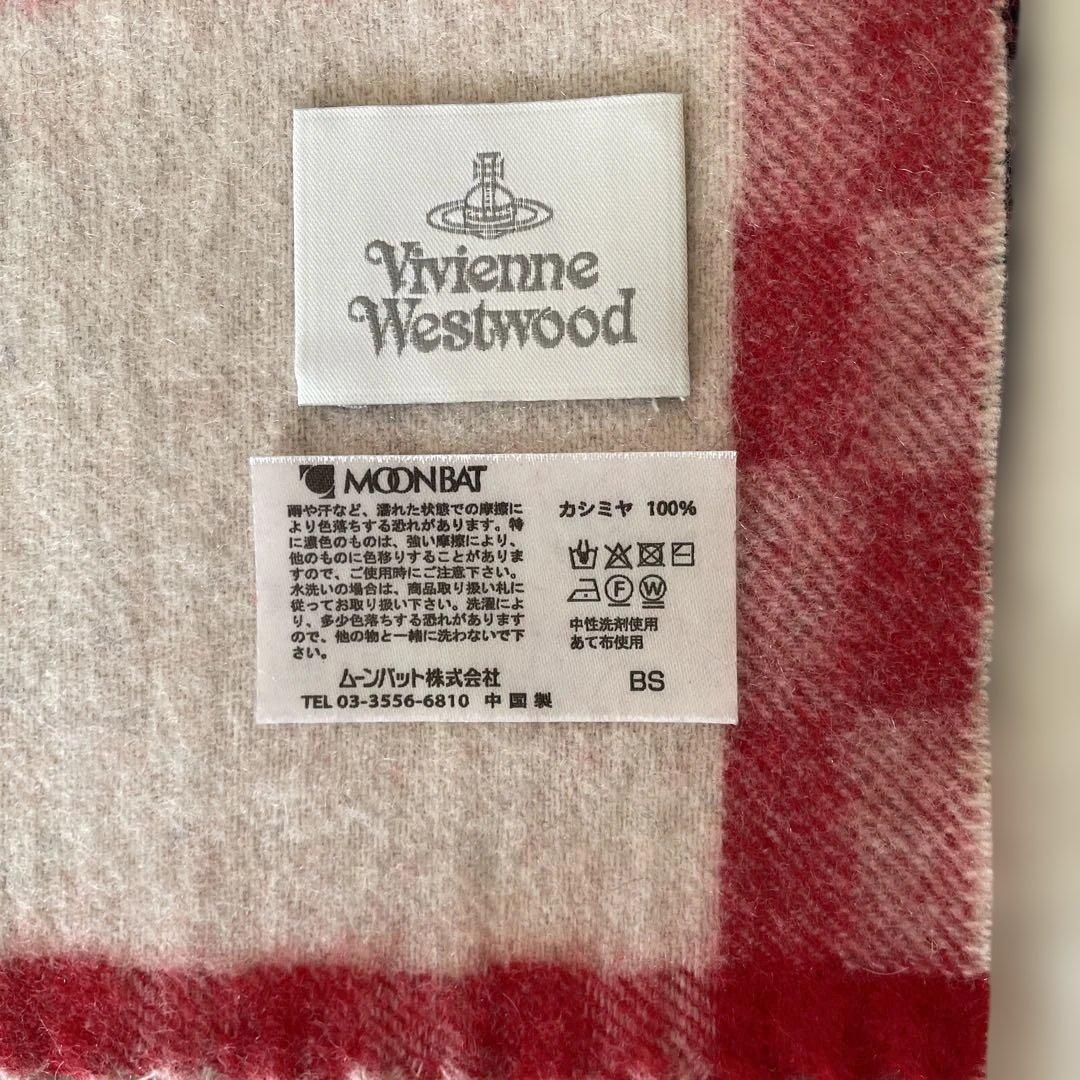 Vivienne
Westwood
MOONBAT
雨や汗など、濡れた状態での摩擦に
より色落ちする恐れがあります。特
に濃色のものは、強い摩擦により、
他のものに色移りすることがありま
すので、ご使用時にご注意下さい。
水洗いの場合は、商品取り扱い札に
従ってお取り扱い下さい。洗濯によ
り、多少色落ちする恐れがあります
ので、他の物と一緒に洗わないで下
さい。
ムーンバット株式会社
TEL 03-3556-6810 中国製
カシミヤ 100%
F W
中性洗剤使用
あて布使用
BS